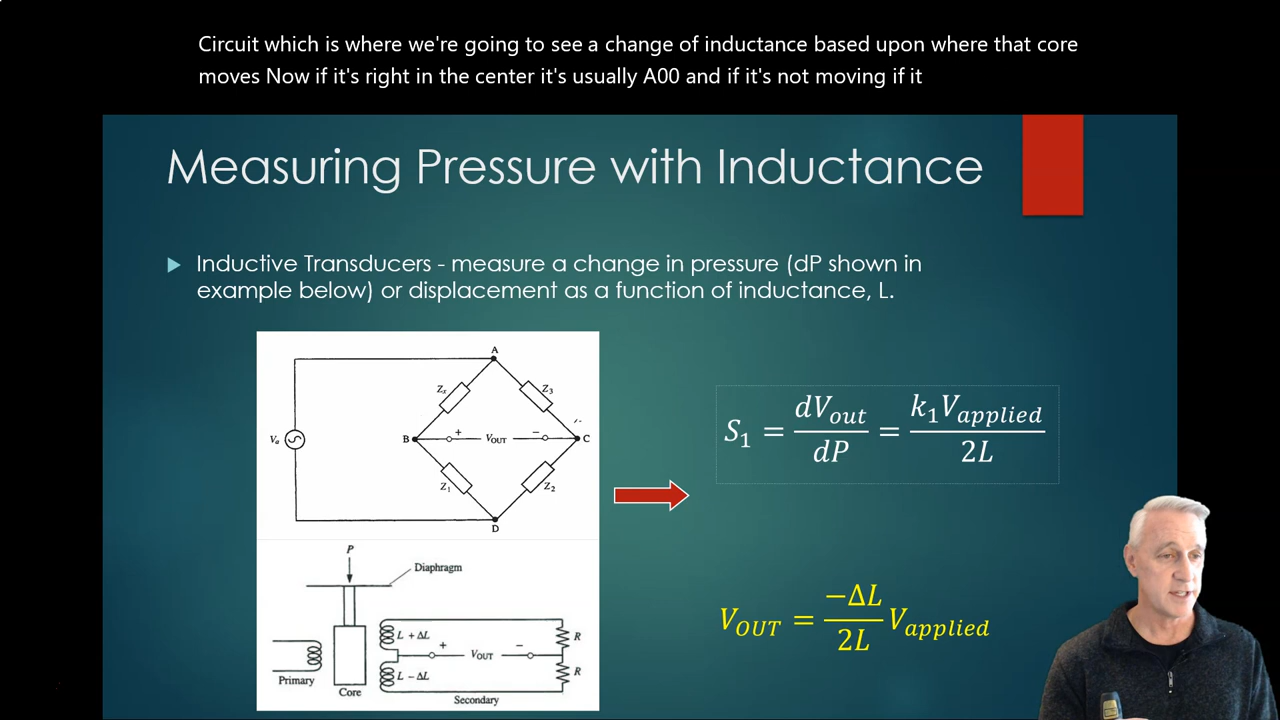 Circuit which is where we're going to see a change of inductance based upon where that core
moves Now if it's right in the center it's usually A00 and if it's not moving if it
Measuring Pressure with Inductance
Inductive Transducers - measure a change in pressure (dP shown in
example below) or displacement as a function of inductance, L.
A
Zx
Z3
Va
B
+
VOUT
−
C
Z1
Z2
D
S₁ = dVout/dP = k₁Vapplied/2L
P
Diaphragm
L + ΔL
R
+
VOUT
−
L − ΔL
R
Primary
Core
Secondary
VOUT = −ΔL/2L Vapplied